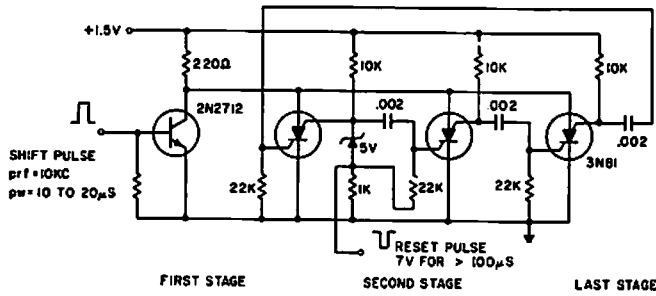 +1.5V
220Ω
10K
10K
10K
2N2712
.002
.002
.002
5V
3N81
SHIFT PULSE
prf = 10KC
pw = 10 TO 20μS
22K
1K
22K
22K
RESET PULSE
7V FOR > 100μS
FIRST STAGE
SECOND STAGE
LAST STAGE